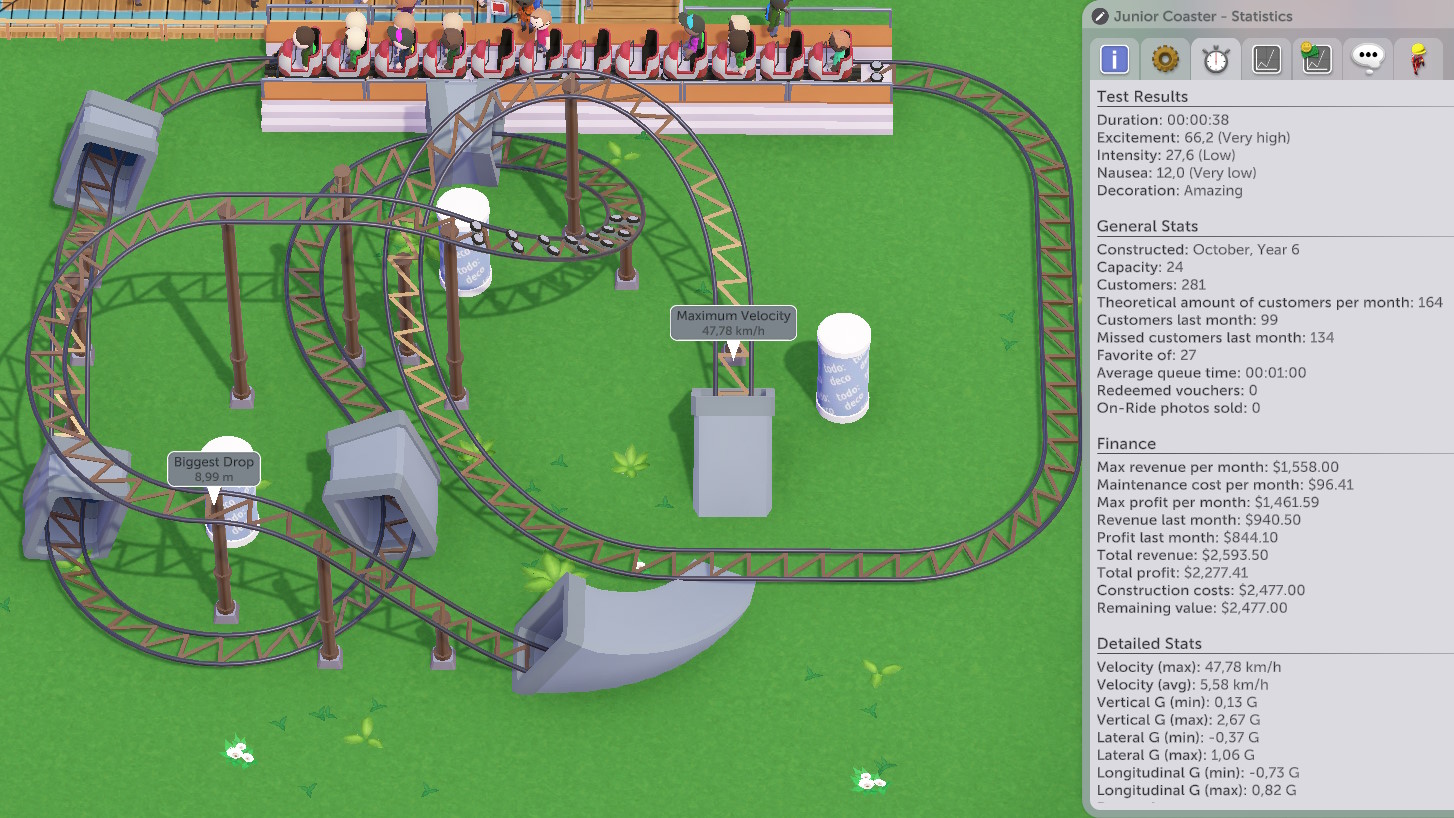 Junior Coaster - Statistics
Test Results
Duration: 00:00:38
Excitement: 66,2 (Very high)
Intensity: 27,6 (Low)
Nausea: 12,0 (Very low)
Decoration: Amazing
General Stats
Constructed: October, Year 6
Capacity: 24
Customers: 281
Theoretical amount of customers per month: 164
Customers last month: 99
Missed customers last month: 134
Favorite of: 27
Average queue time: 00:01:00
Redeemed vouchers: 0
On-Ride photos sold: 0
Finance
Max revenue per month: $1,558.00
Maintenance cost per month: $96.41
Max profit per month: $1,461.59
Revenue last month: $940.50
Profit last month: $844.10
Total revenue: $2,593.50
Total profit: $2,277.41
Construction costs: $2,477.00
Remaining value: $2,477.00
Detailed Stats
Velocity (max): 47,78 km/h
Velocity (avg): 5,58 km/h
Vertical G (min): 0,13 G
Vertical G (max): 2,67 G
Lateral G (min): -0,37 G
Lateral G (max): 1,06 G
Longitudinal G (min): -0,73 G
Longitudinal G (max): 0,82 G
Maximum Velocity
47,78 km/h
Biggest Drop
8,99 m
todo:
deco
todo:
deco
todo:
deco